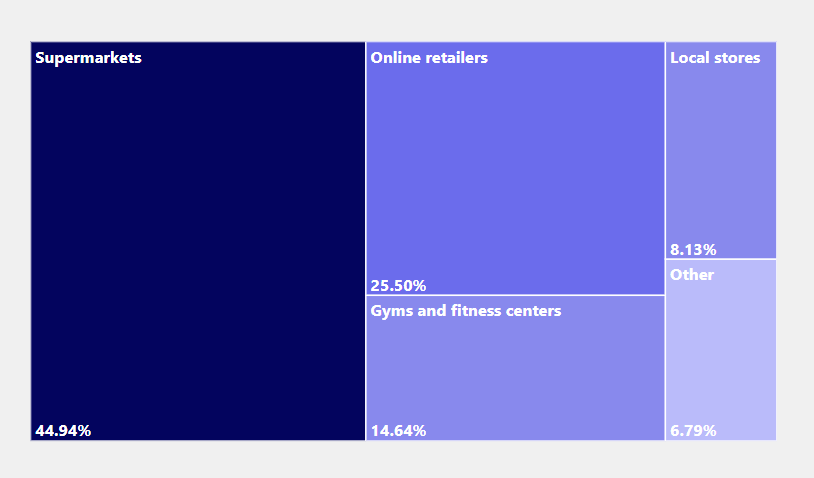 Supermarkets
44.94%
Online retailers
25.50%
Gyms and fitness centers
14.64%
Local stores
8.13%
Other
6.79%